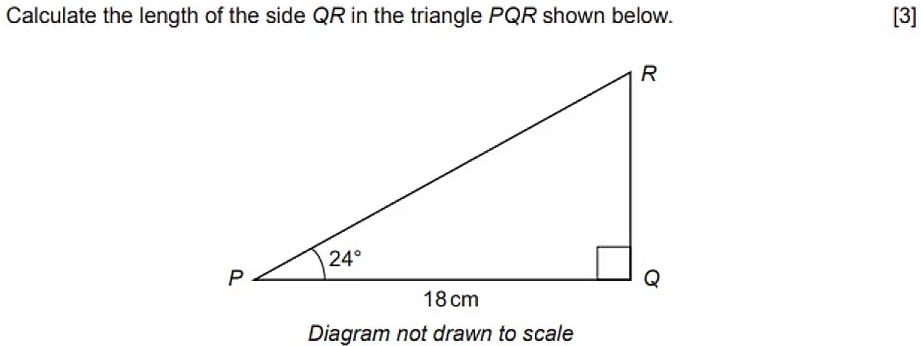 Calculate the length of the side QR in the triangle PQR shown below. [3]
R
24°
P
Q
18 cm
Diagram not drawn to scale